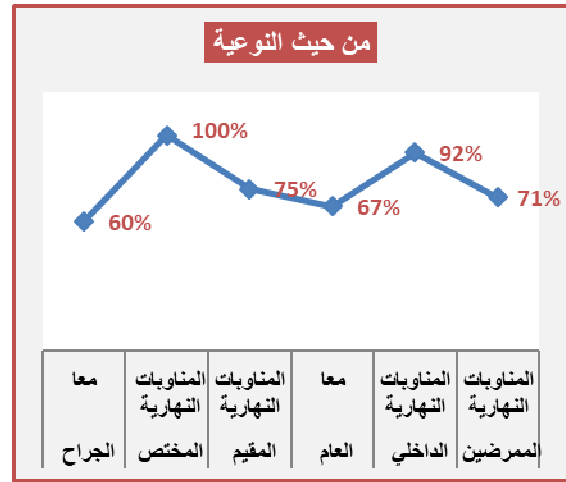 من حيث النوعية
100%
92%
75%
71%
67%
60%
معا المناوبات المناوبات معا المناوبات المناوبات
النهارية النهارية النهارية النهارية
الجراح المختص المقيم العام الداخلي الممرضين